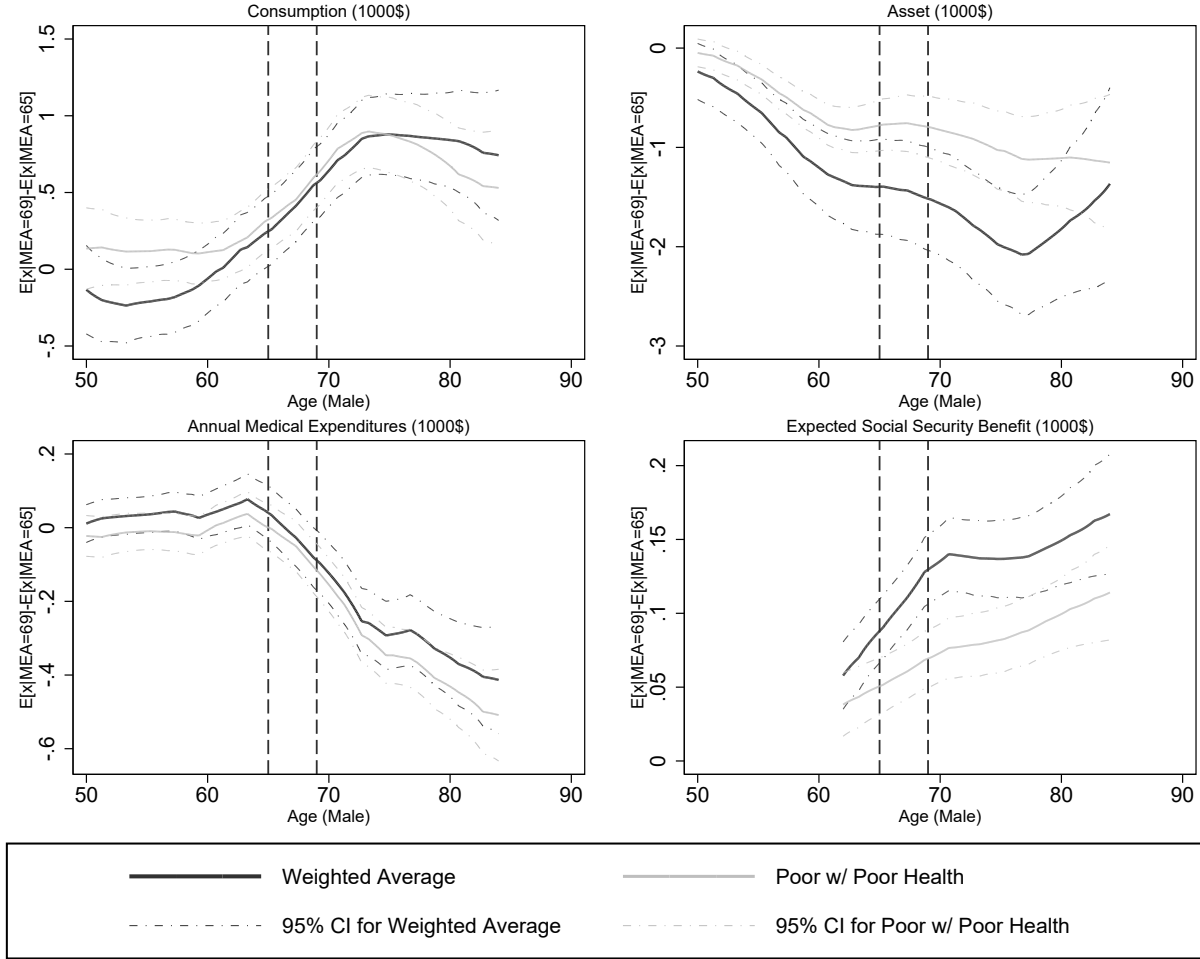 Consumption (1000$)
E[x|MEA=69]-E[x|MEA=65]
1.5
1
.5
0
-.5
50 60 70 80 90
Age (Male)
Asset (1000$)
E[x|MEA=69]-E[x|MEA=65]
0
-1
-2
-3
50 60 70 80 90
Age (Male)
Annual Medical Expenditures (1000$)
E[x|MEA=69]-E[x|MEA=65]
.2
0
-.2
-.4
-.6
50 60 70 80 90
Age (Male)
Expected Social Security Benefit (1000$)
E[x|MEA=69]-E[x|MEA=65]
.2
.15
.1
.05
0
50 60 70 80 90
Age (Male)
Weighted Average
Poor w/ Poor Health
95% CI for Weighted Average
95% CI for Poor w/ Poor Health